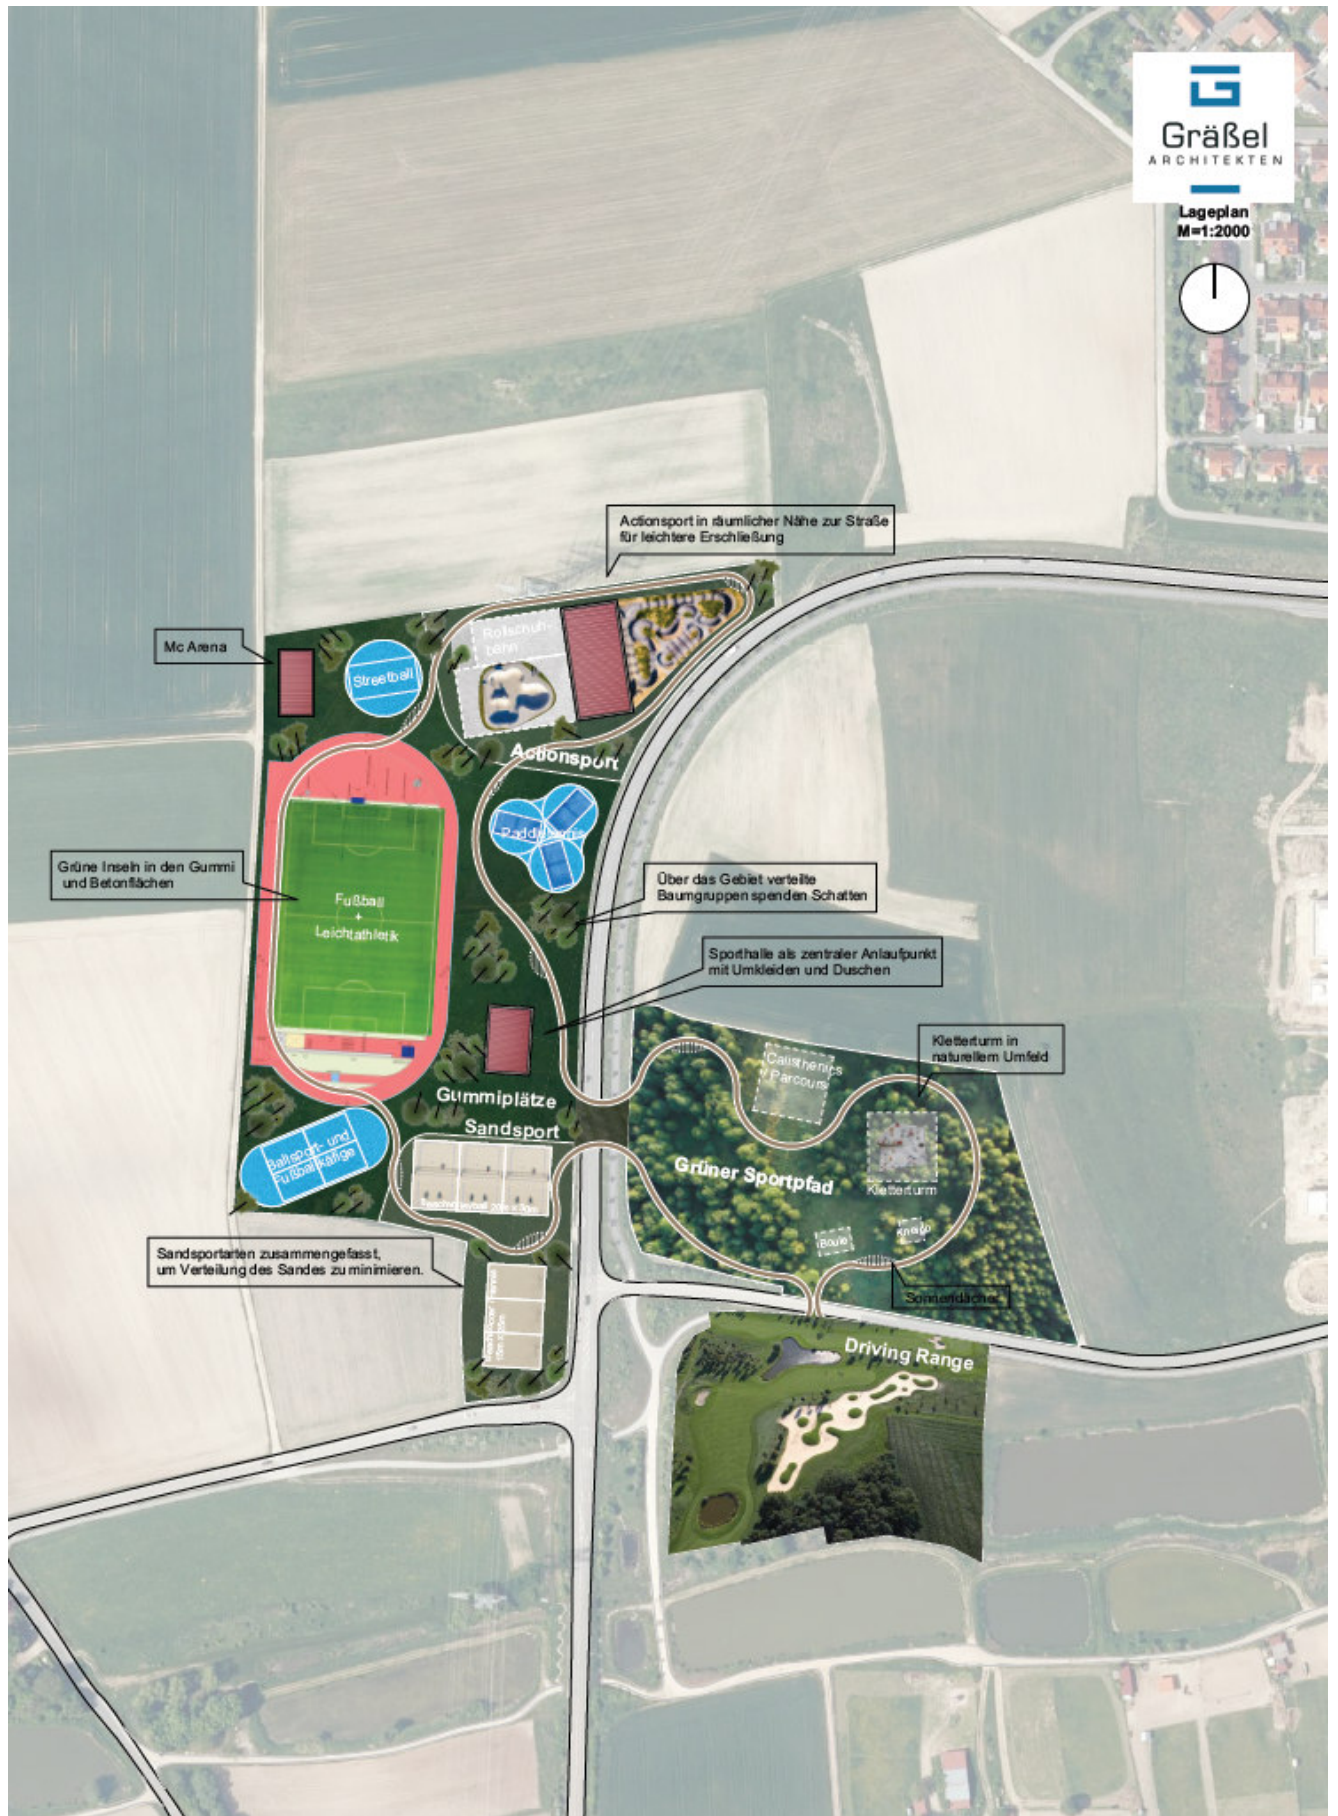 Gräßel
ARCHITEKTEN
Lageplan
M=1:2000
Actionsport in räumlicher Nähe zur Straße
für leichtere Erschließung
Mc Arena
Streetball
Rollschuh-
bahn
Actionsport
Grüne Inseln in den Gummi
und Betonflächen
Fußball
+
Leichtathletik
Über das Gebiet verteilte
Baumgruppen spenden Schatten
Sporthalle als zentraler Anlaufpunkt
mit Umkleiden und Duschen
Kletterturm in
naturellem Umfeld
Calisthenics
Parcours
Gummiplätze
Sandsport
Ballsport- und
Fußballkäfige
Grüner Sportpfad
Kletterturm
Boule
Sandsportarten zusammengefasst,
um Verteilung des Sandes zu minimieren.
Sonnendächer
Driving Range